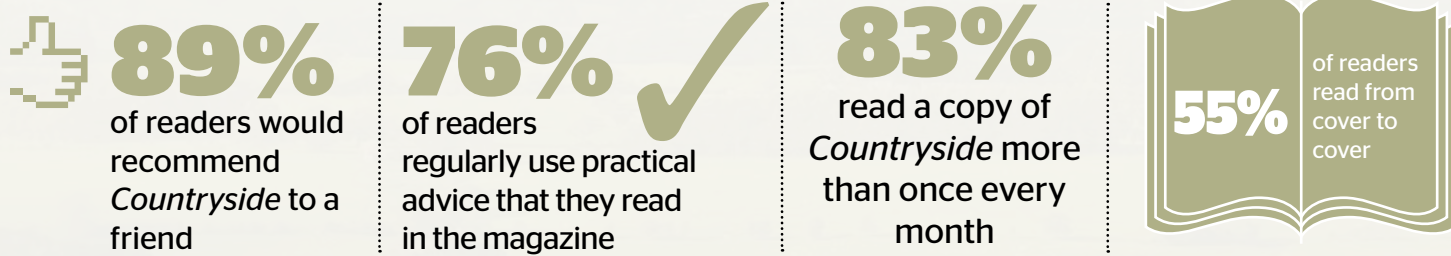 89%
of readers would
recommend
Countryside to a
friend
76%
of readers
regularly use practical
advice that they read
in the magazine
83%
read a copy of
Countryside more
than once every
month
55%
of readers
read from
cover to
cover